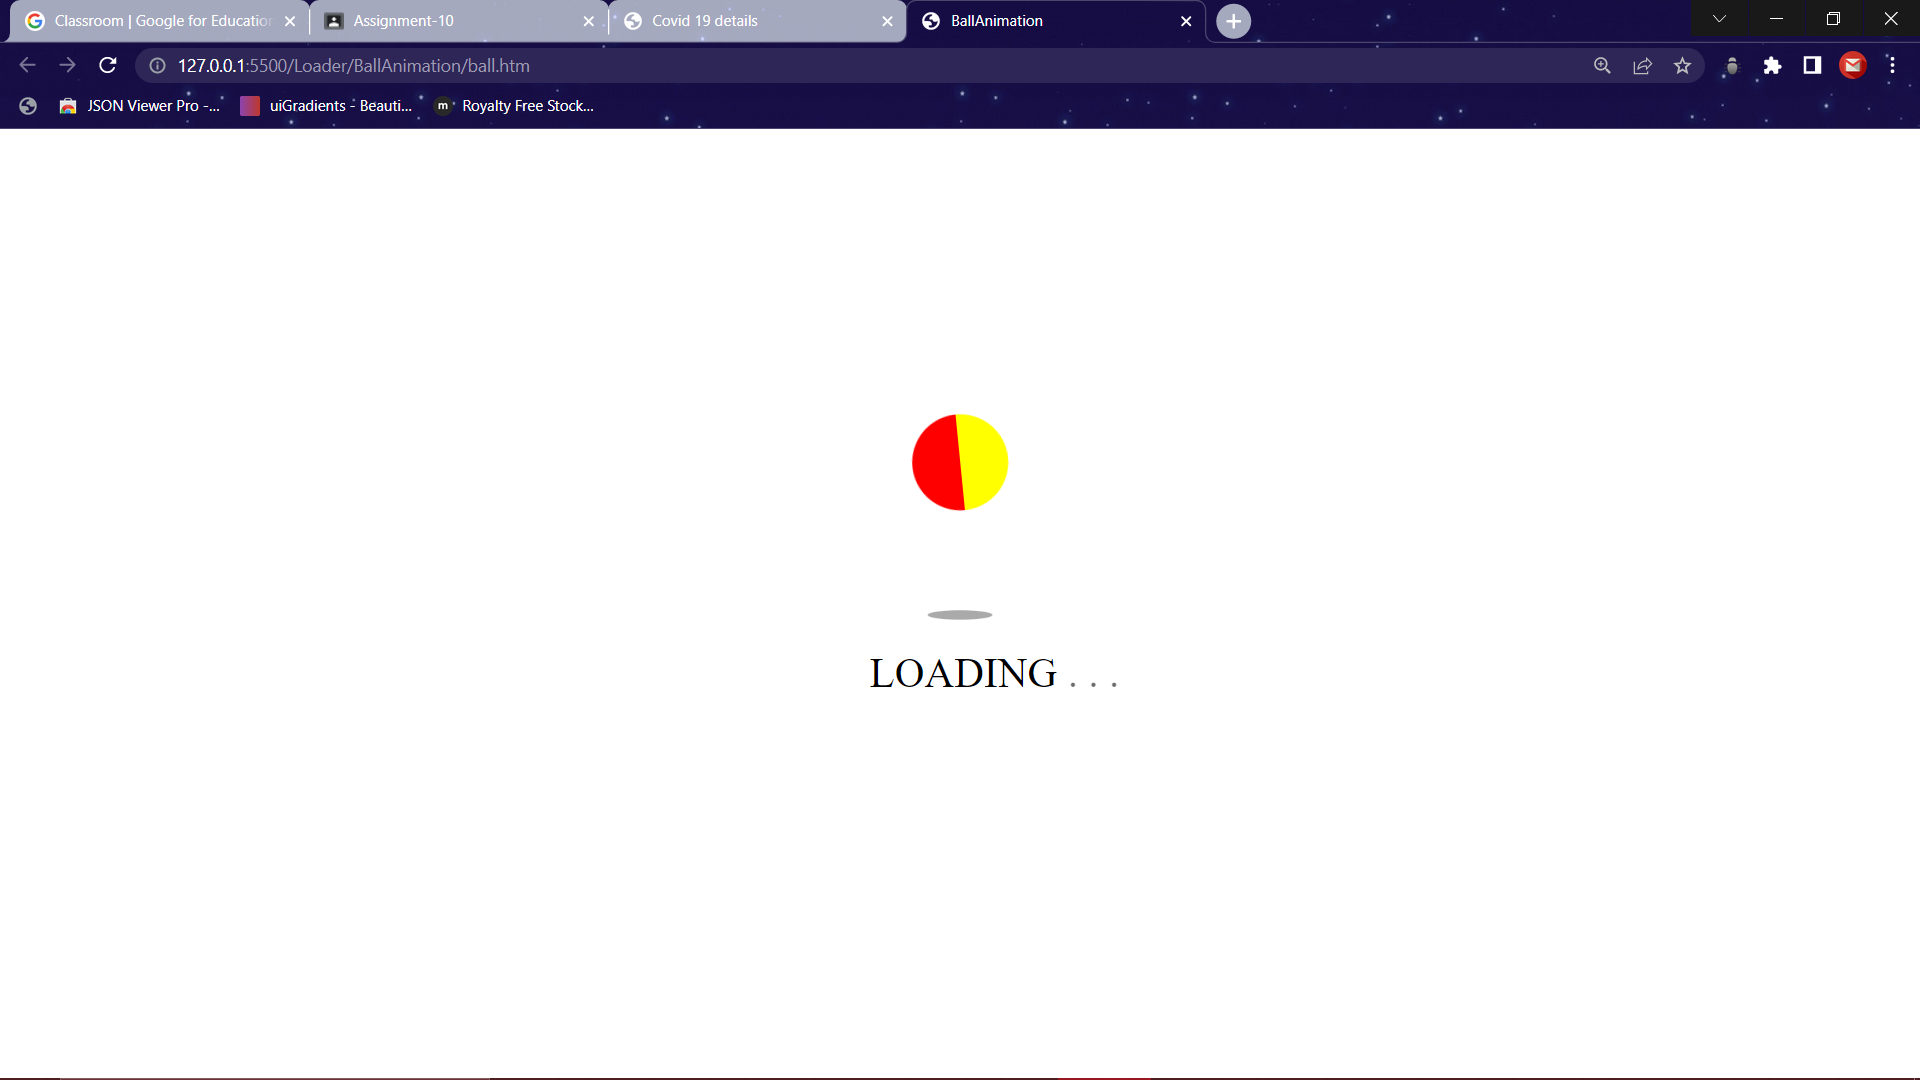 Classroom | Google for Education
Assignment-10
Covid 19 details
BallAnimation
127.0.0.1:5500/Loader/BallAnimation/ball.htm
JSON Viewer Pro -...
uiGradients - Beauti...
m
Royalty Free Stock...
LOADING . . .